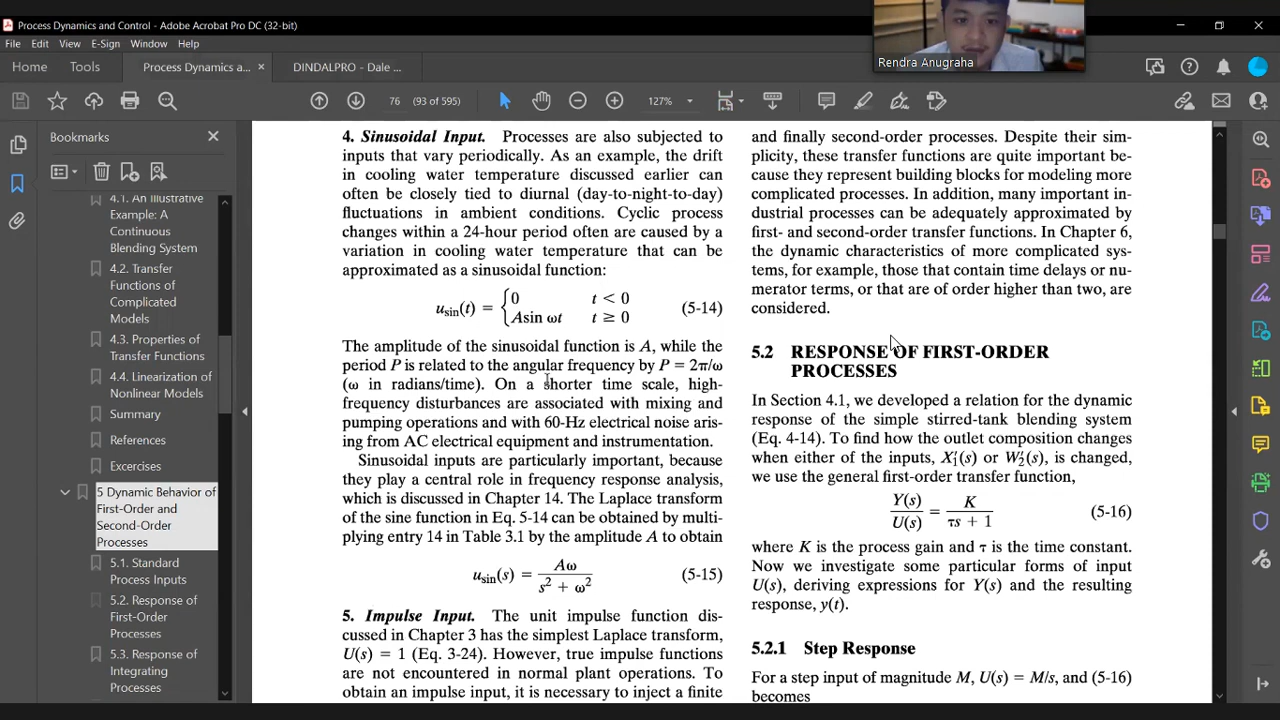 Process Dynamics and Control - Adobe Acrobat Pro DC (32-bit)
File Edit View E-Sign Window Help
Home Tools Process Dynamics a... × DINDALPRO - Dale ...
76 (93 of 595) 127%
Rendra Anugraha
Bookmarks
4.1. An Illustrative
Example: A
Continuous
Blending System
4.2. Transfer
Functions of
Complicated
Models
4.3. Properties of
Transfer Functions
4.4. Linearization of
Nonlinear Models
Summary
References
Exercises
5 Dynamic Behavior of
First-Order and
Second-Order
Processes
5.1. Standard
Process Inputs
5.2. Response of
First-Order
Processes
5.3. Response of
Integrating
Processes
4. Sinusoidal Input. Processes are also subjected to
inputs that vary periodically. As an example, the drift
in cooling water temperature discussed earlier can
often be closely tied to diurnal (day-to-night-to-day)
fluctuations in ambient conditions. Cyclic process
changes within a 24-hour period often are caused by a
variation in cooling water temperature that can be
approximated as a sinusoidal function:
u_sin(t) = { 0 t < 0
Asin ωt t ≥ 0 (5-14)
The amplitude of the sinusoidal function is A, while the
period P is related to the angular frequency by P = 2π/ω
(ω in radians/time). On a shorter time scale, high-
frequency disturbances are associated with mixing and
pumping operations and with 60-Hz electrical noise aris-
ing from AC electrical equipment and instrumentation.
Sinusoidal inputs are particularly important, because
they play a central role in frequency response analysis,
which is discussed in Chapter 14. The Laplace transform
of the sine function in Eq. 5-14 can be obtained by multi-
plying entry 14 in Table 3.1 by the amplitude A to obtain
u_sin(s) = Aω / (s² + ω²) (5-15)
5. Impulse Input. The unit impulse function dis-
cussed in Chapter 3 has the simplest Laplace transform,
U(s) = 1 (Eq. 3-24). However, true impulse functions
are not encountered in normal plant operations. To
obtain an impulse input, it is necessary to inject a finite
and finally second-order processes. Despite their sim-
plicity, these transfer functions are quite important be-
cause they represent building blocks for modeling more
complicated processes. In addition, many important in-
dustrial processes can be adequately approximated by
first- and second-order transfer functions. In Chapter 6,
the dynamic characteristics of more complicated sys-
tems, for example, those that contain time delays or nu-
merator terms, or that are of order higher than two, are
considered.
5.2 RESPONSE OF FIRST-ORDER
PROCESSES
In Section 4.1, we developed a relation for the dynamic
response of the simple stirred-tank blending system
(Eq. 4-14). To find how the outlet composition changes
when either of the inputs, X′₁(s) or W′₂(s), is changed,
we use the general first-order transfer function,
Y(s)/U(s) = K/(τs + 1) (5-16)
where K is the process gain and τ is the time constant.
Now we investigate some particular forms of input
U(s), deriving expressions for Y(s) and the resulting
response, y(t).
5.2.1 Step Response
For a step input of magnitude M, U(s) = M/s, and (5-16)
becomes